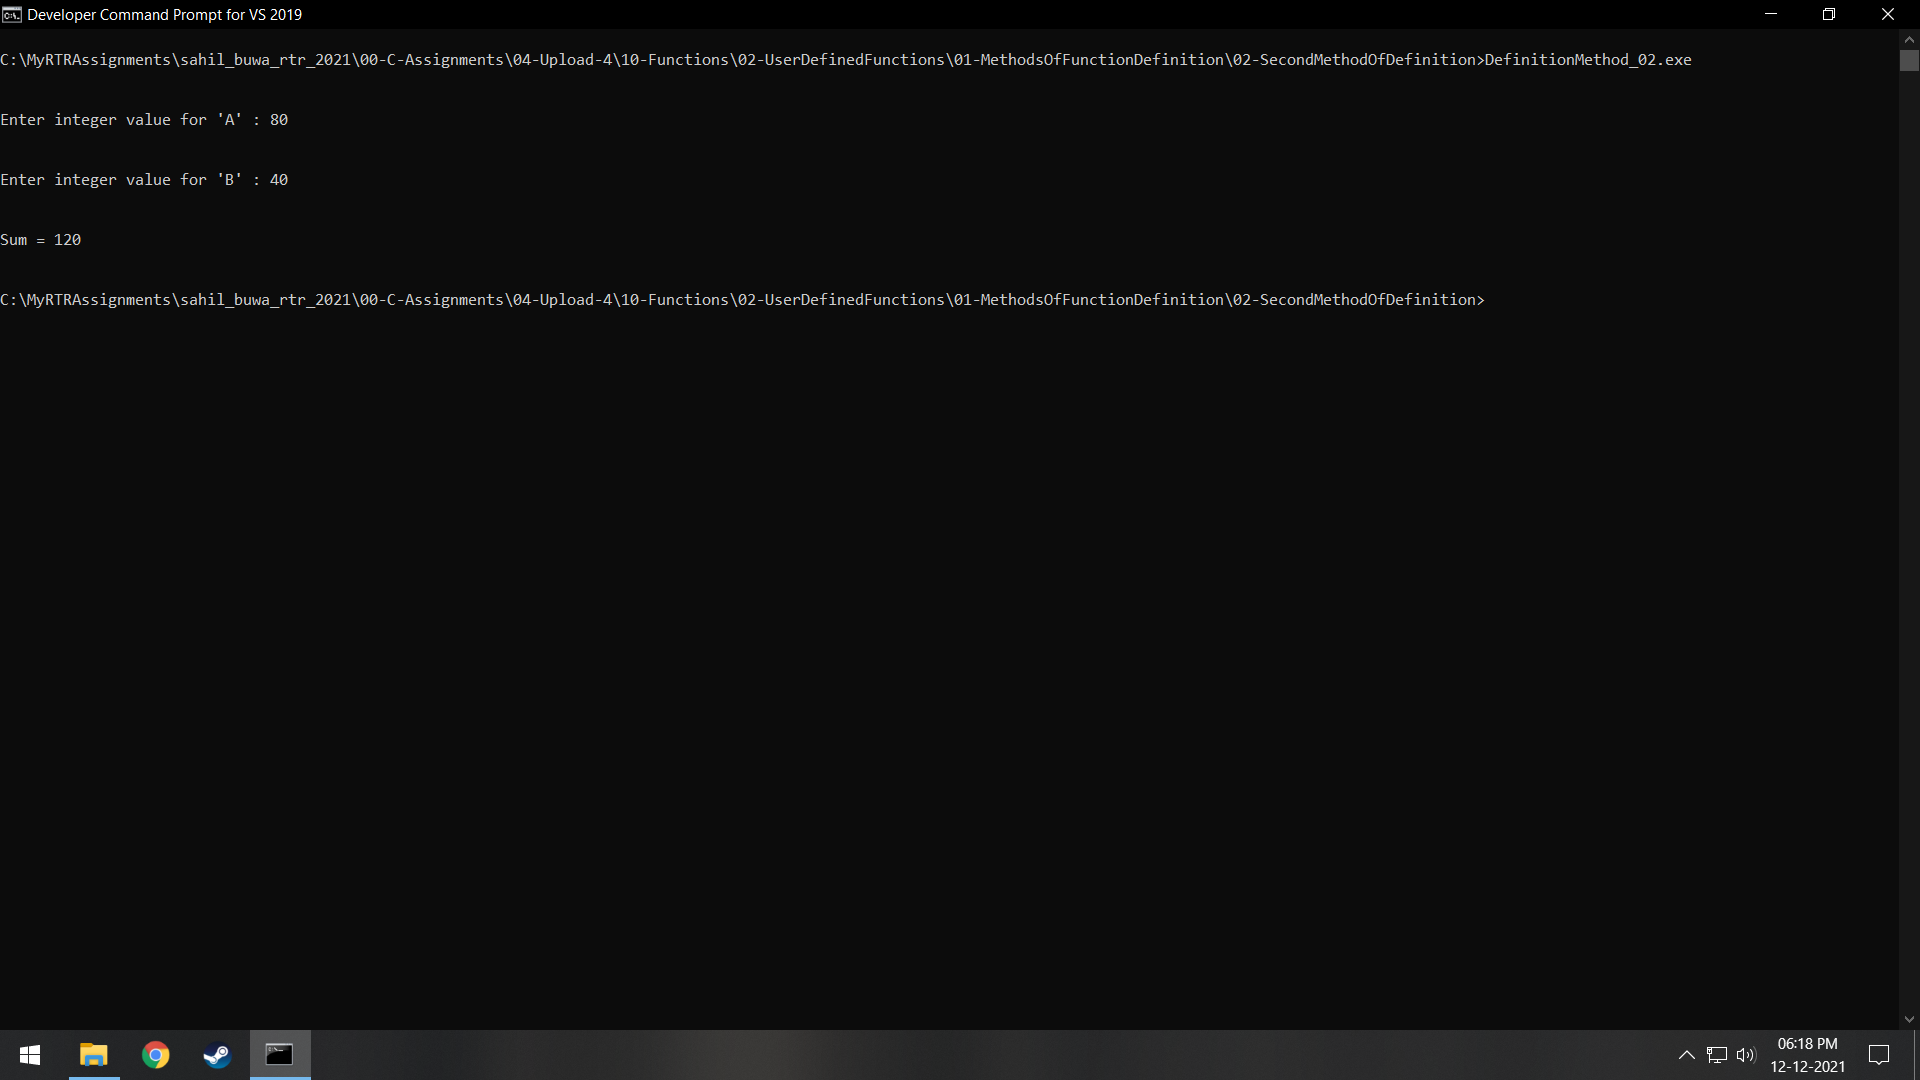 Developer Command Prompt for VS 2019
C:\MyRTRAssignments\sahil_buwa_rtr_2021\00-C-Assignments\04-Upload-4\10-Functions\02-UserDefinedFunctions\01-MethodsOfFunctionDefinition\02-SecondMethodOfDefinition>DefinitionMethod_02.exe
Enter integer value for 'A' : 80
Enter integer value for 'B' : 40
Sum = 120
C:\MyRTRAssignments\sahil_buwa_rtr_2021\00-C-Assignments\04-Upload-4\10-Functions\02-UserDefinedFunctions\01-MethodsOfFunctionDefinition\02-SecondMethodOfDefinition>
06:18 PM
12-12-2021